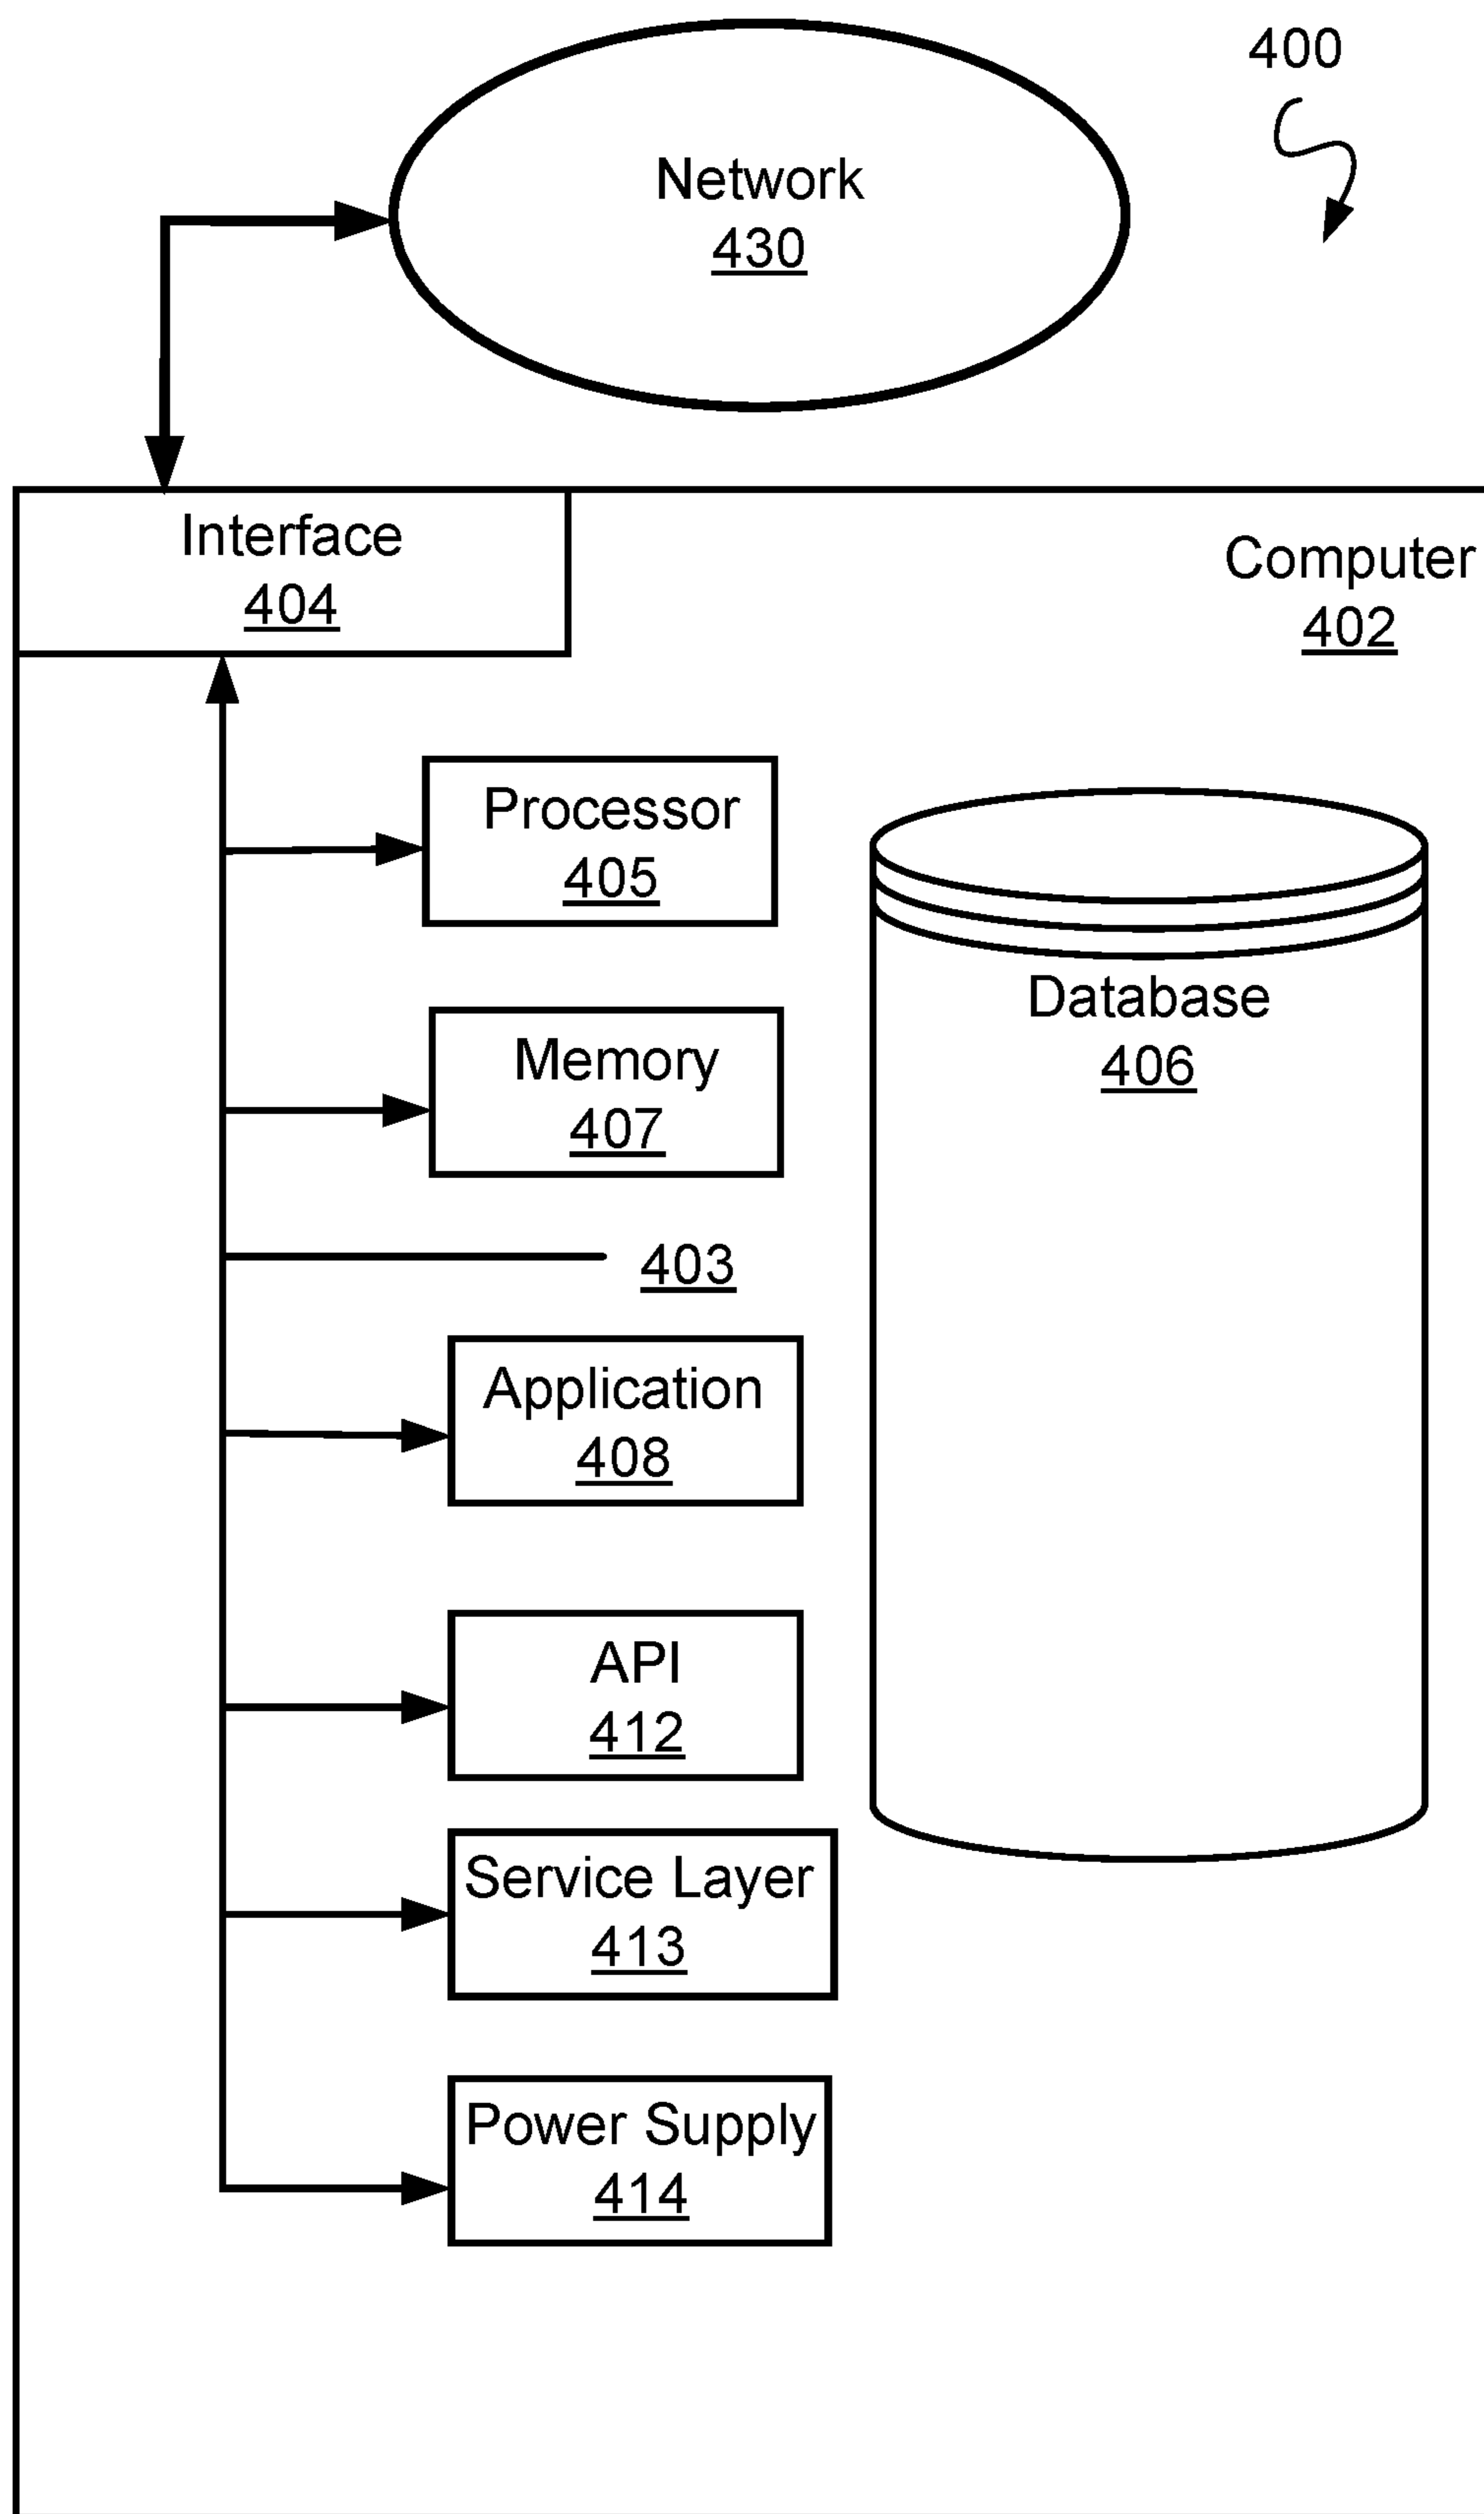 400
Network
430
Interface
404
Computer
402
Processor
405
Database
406
Memory
407
403
Application
408
API
412
Service Layer
413
Power Supply
414